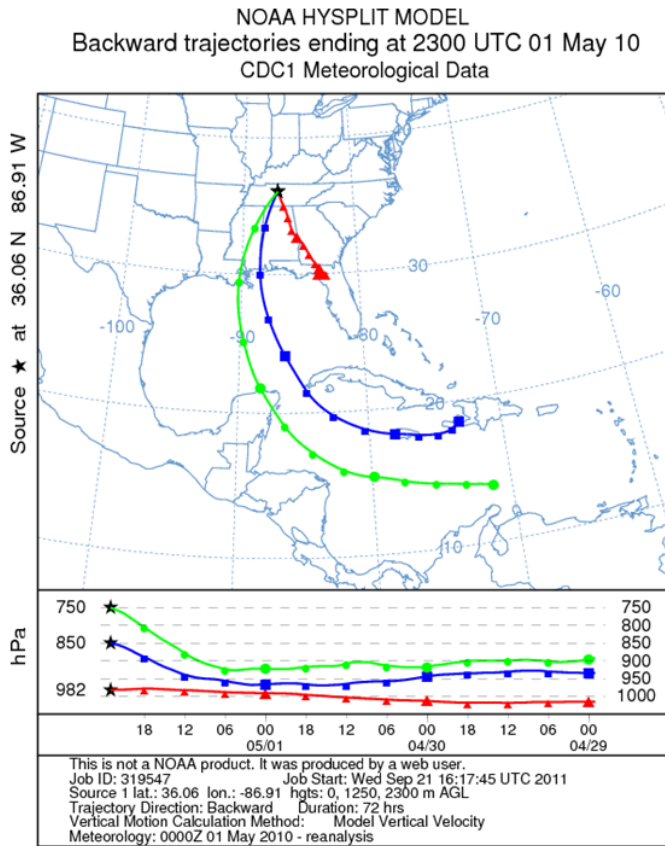 NOAA HYSPLIT MODEL
Backward trajectories ending at 2300 UTC 01 May 10
CDC1 Meteorological Data
Source ★ at 36.06 N 86.91 W
-100
-90
-80
-70
-60
30
20
10
hPa
750
850
982
750
800
850
900
950
1000
18 12 06 00 18 12 06 00 18 12 06 00
05/01 04/30 04/29
This is not a NOAA product. It was produced by a web user.
Job ID: 319547 Job Start: Wed Sep 21 16:17:45 UTC 2011
Source 1 lat.: 36.06 lon.: -86.91 hgts: 0, 1250, 2300 m AGL
Trajectory Direction: Backward Duration: 72 hrs
Vertical Motion Calculation Method: Model Vertical Velocity
Meteorology: 0000Z 01 May 2010 - reanalysis